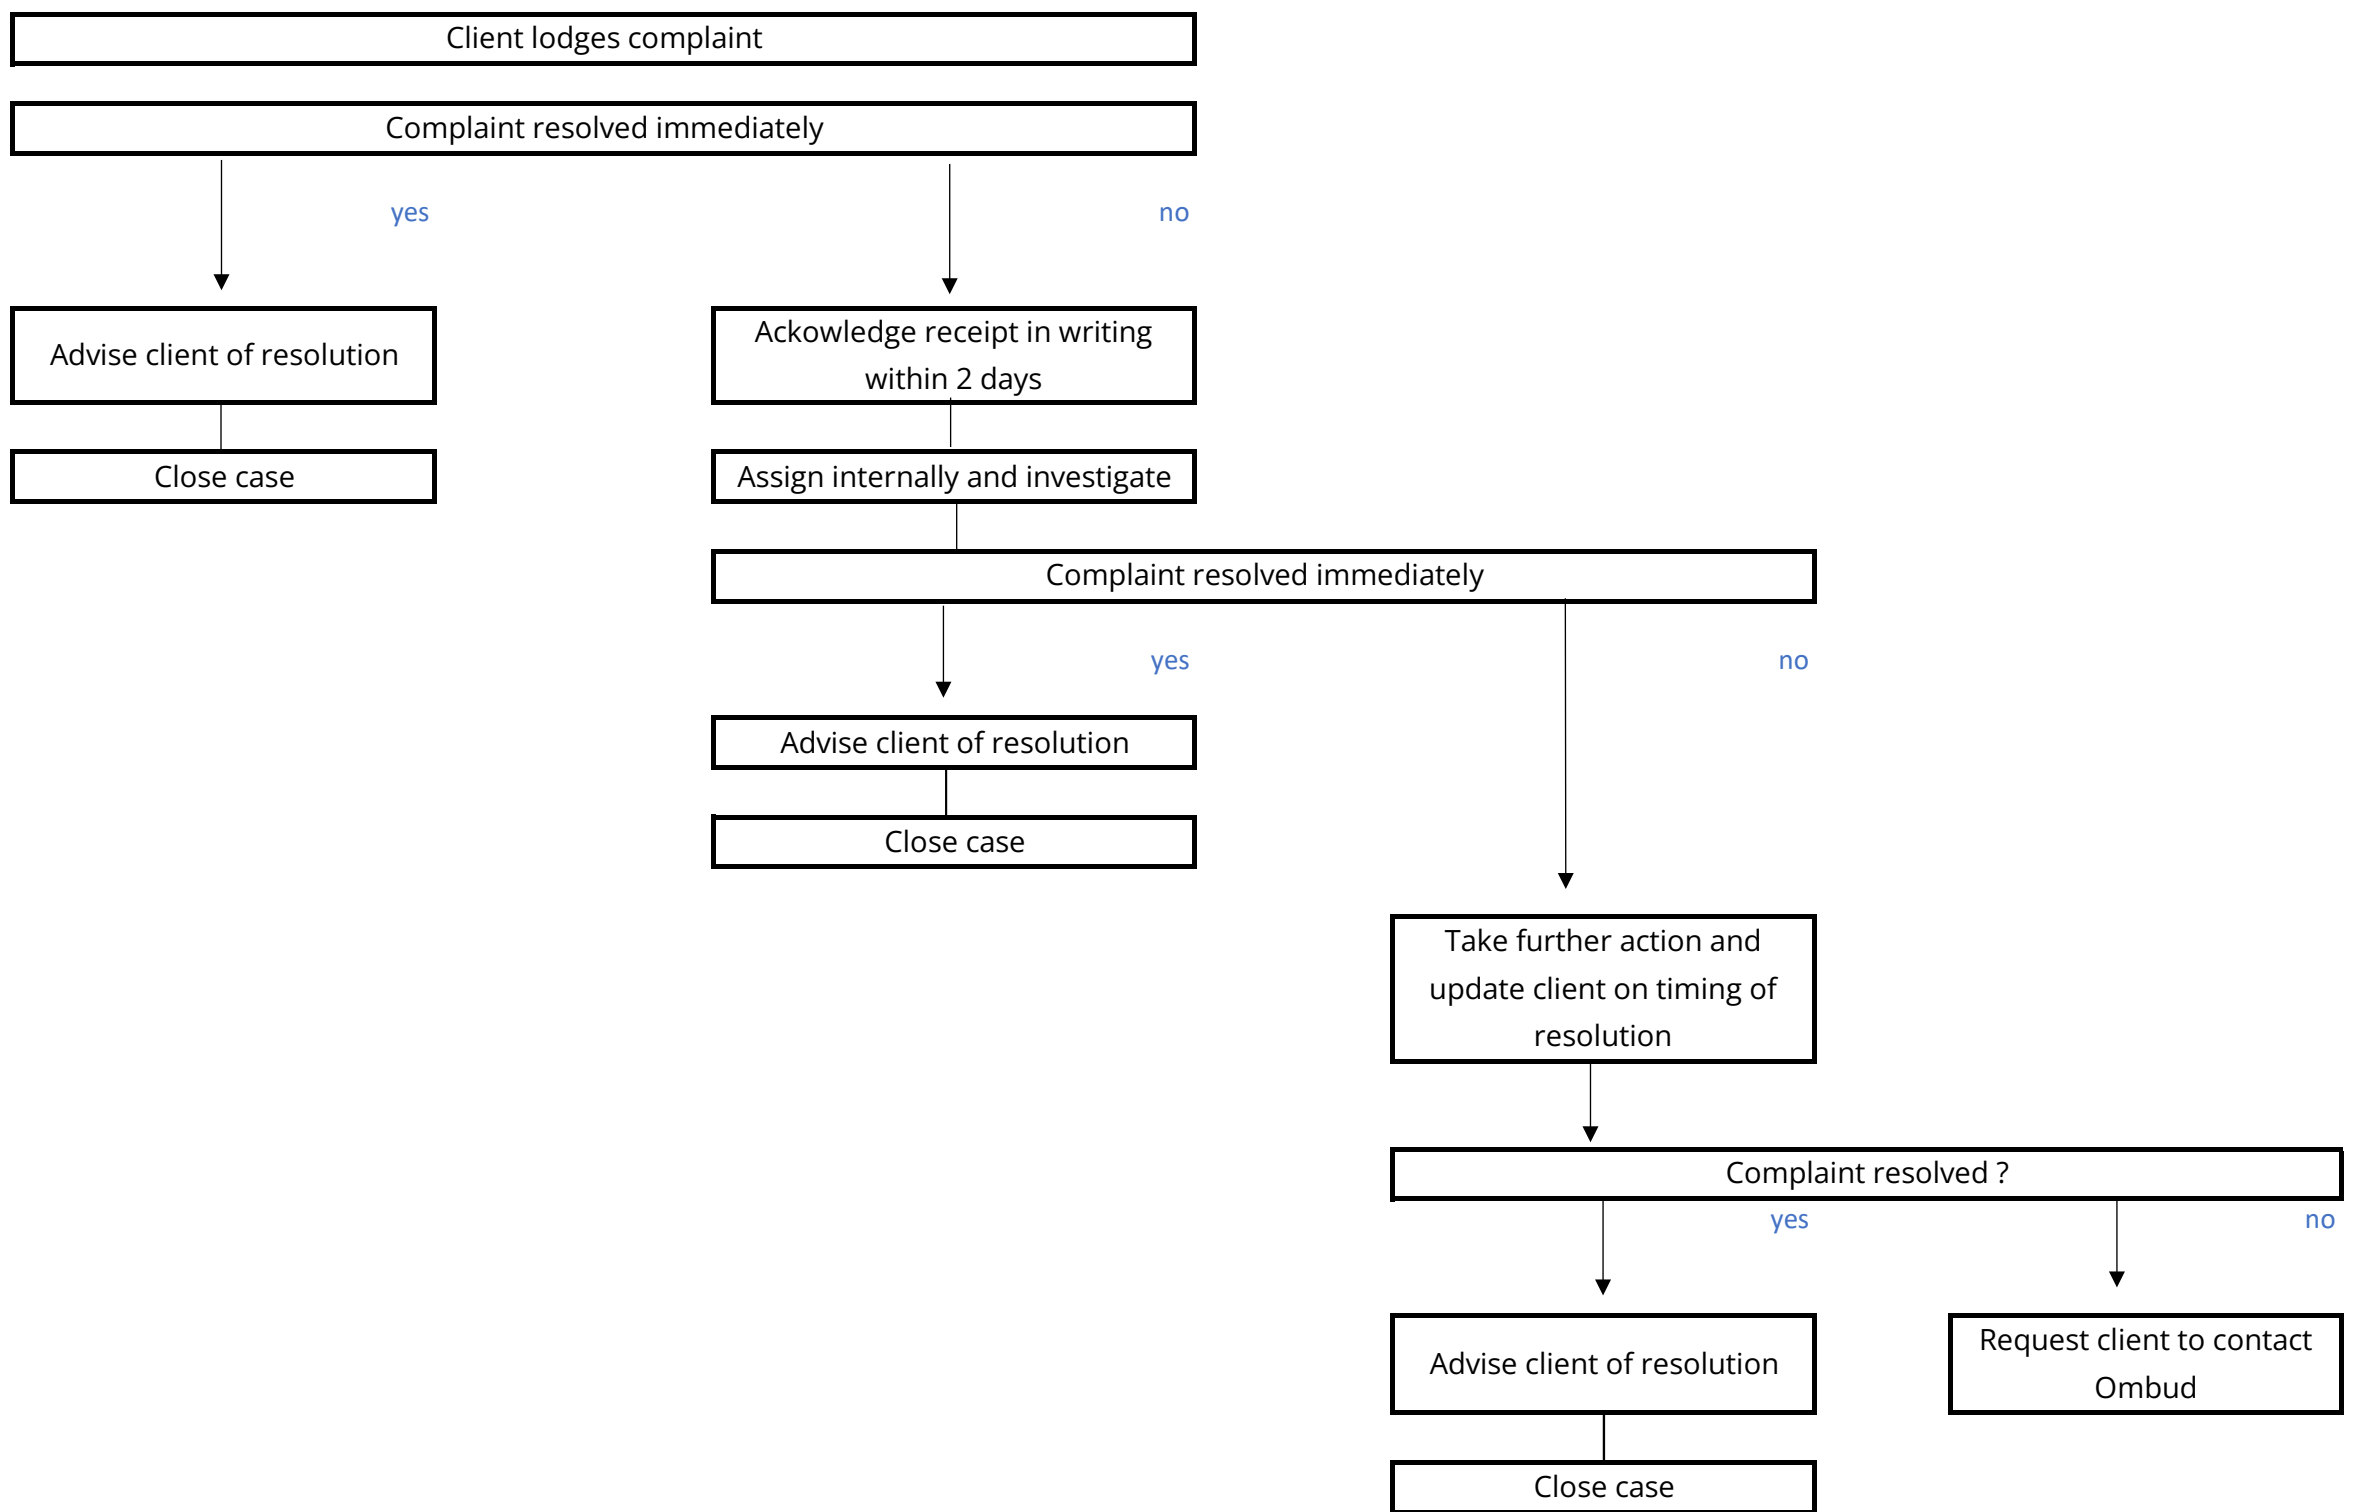 Client lodges complaint
Complaint resolved immediately
yes
no
Advise client of resolution
Ackowledge receipt in writing
within 2 days
Close case
Assign internally and investigate
Complaint resolved immediately
yes
no
Advise client of resolution
Close case
Take further action and
update client on timing of
resolution
Complaint resolved ?
yes
no
Advise client of resolution
Request client to contact
Ombud
Close case